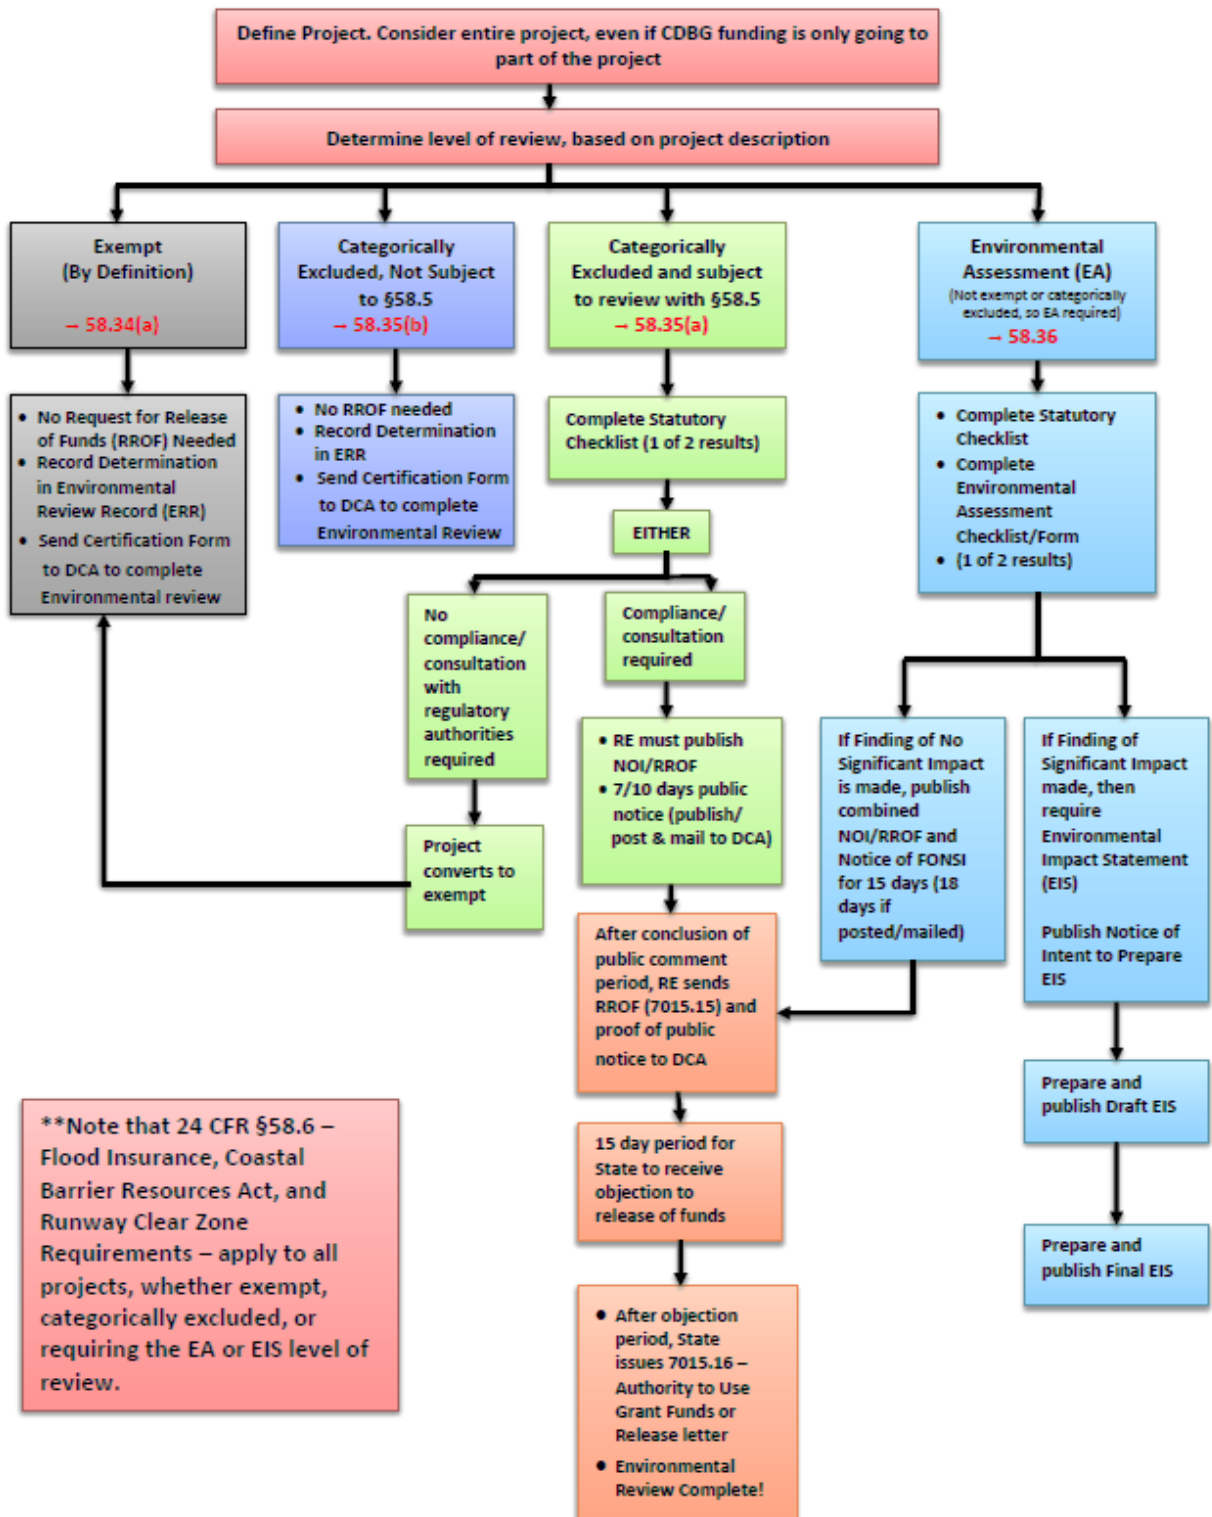 Define Project. Consider entire project, even if CDBG funding is only going to
part of the project
Determine level of review, based on project description
Exempt
(By Definition)
→ 58.34(a)
Categorically
Excluded, Not Subject
to §58.5
→ 58.35(b)
Categorically
Excluded and subject
to review with §58.5
→ 58.35(a)
Environmental
Assessment (EA)
(Not exempt or categorically
excluded, so EA required)
→ 58.36
• No Request for Release
of Funds (RROF) Needed
• Record Determination
in Environmental
Review Record (ERR)
• Send Certification Form
to DCA to complete
Environmental review
• No RROF needed
• Record Determination
in ERR
• Send Certification Form
to DCA to complete
Environmental Review
Complete Statutory
Checklist (1 of 2 results)
• Complete Statutory
Checklist
• Complete
Environmental
Assessment
Checklist/Form
• (1 of 2 results)
EITHER
No
compliance/
consultation
with
regulatory
authorities
required
Compliance/
consultation
required
Project
converts to
exempt
• RE must publish
NOI/RROF
• 7/10 days public
notice (publish/
post & mail to DCA)
If Finding of No
Significant Impact
is made, publish
combined
NOI/RROF and
Notice of FONSI
for 15 days (18
days if
posted/mailed)
If Finding of
Significant Impact
made, then
require
Environmental
Impact Statement
(EIS)
Publish Notice of
Intent to Prepare
EIS
After conclusion of
public comment
period, RE sends
RROF (7015.15) and
proof of public
notice to DCA
Prepare and
publish Draft EIS
15 day period for
State to receive
objection to
release of funds
Prepare and
publish Final EIS
• After objection
period, State
issues 7015.16 –
Authority to Use
Grant Funds or
Release letter
• Environmental
Review Complete!
**Note that 24 CFR §58.6 –
Flood Insurance, Coastal
Barrier Resources Act, and
Runway Clear Zone
Requirements – apply to all
projects, whether exempt,
categorically excluded, or
requiring the EA or EIS level of
review.